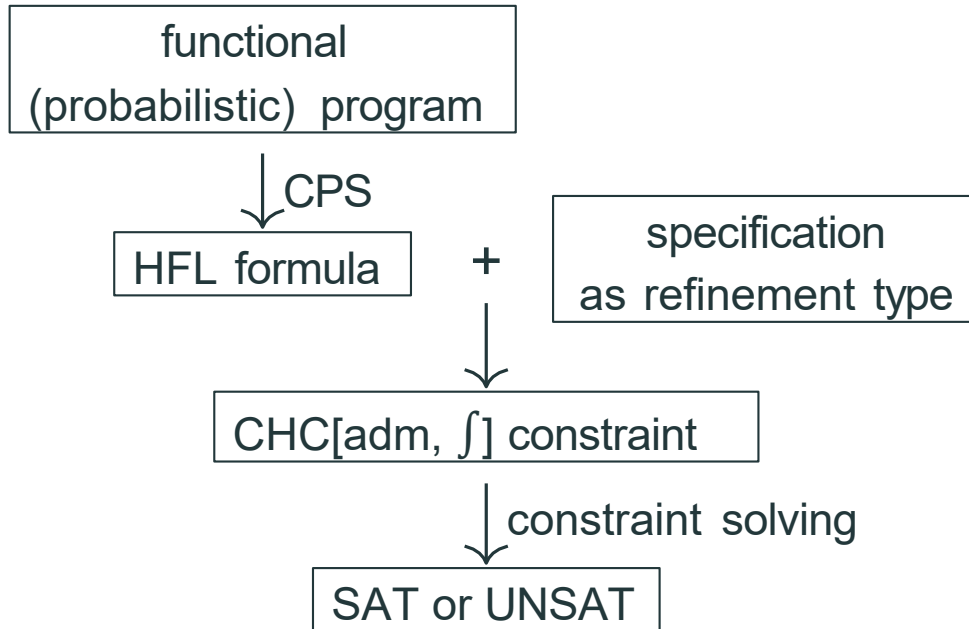 functional
(probabilistic) program
CPS
HFL formula
+
specification
as refinement type
CHC[adm, ∫] constraint
constraint solving
SAT or UNSAT